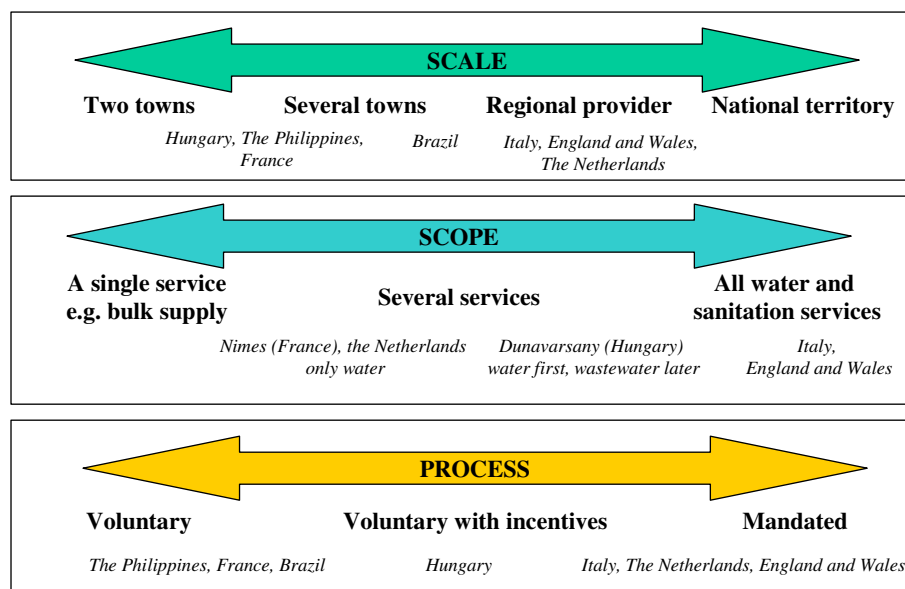 SCALE
Two towns Several towns Regional provider National territory
Hungary, The Philippines, Brazil Italy, England and Wales,
France The Netherlands
SCOPE
A single service All water and
e.g. bulk supply Several services sanitation services
Nimes (France), the Netherlands Dunavarsany (Hungary) Italy,
only water water first, wastewater later England and Wales
PROCESS
Voluntary Voluntary with incentives Mandated
The Philippines, France, Brazil Hungary Italy, The Netherlands, England and Wales